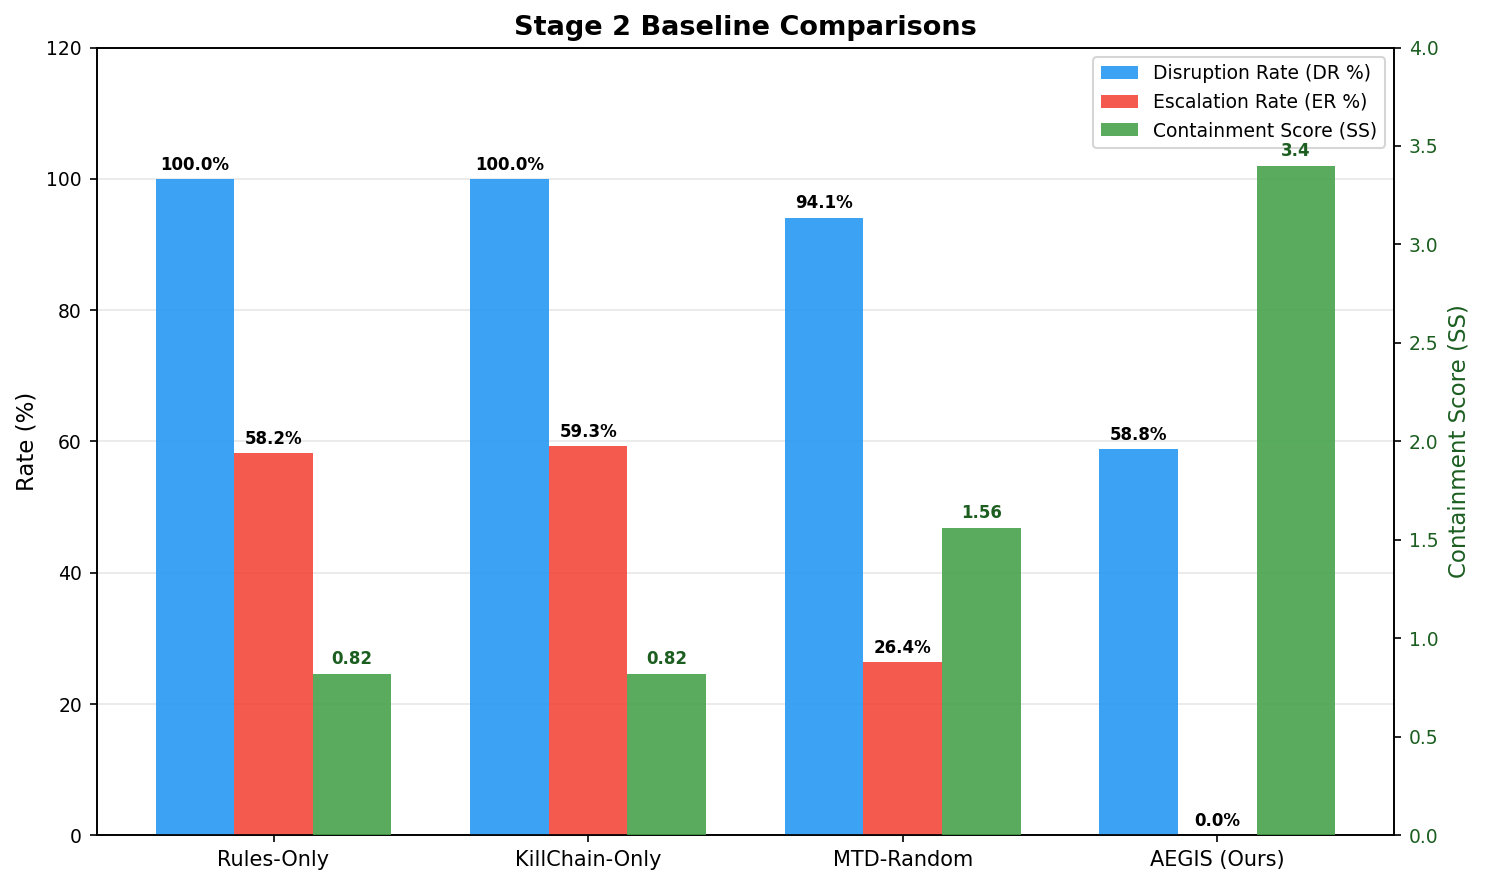 Stage 2 Baseline Comparisons
Disruption Rate (DR %)
Escalation Rate (ER %)
Containment Score (SS)
Rate (%)
120
100
80
60
40
20
0
100.0%
58.2%
0.82
100.0%
59.3%
0.82
94.1%
26.4%
1.56
58.8%
0.0%
3.4
4.0
3.5
3.0
2.5
2.0
1.5
1.0
0.5
0.0
Containment Score (SS)
Rules-Only
KillChain-Only
MTD-Random
AEGIS (Ours)